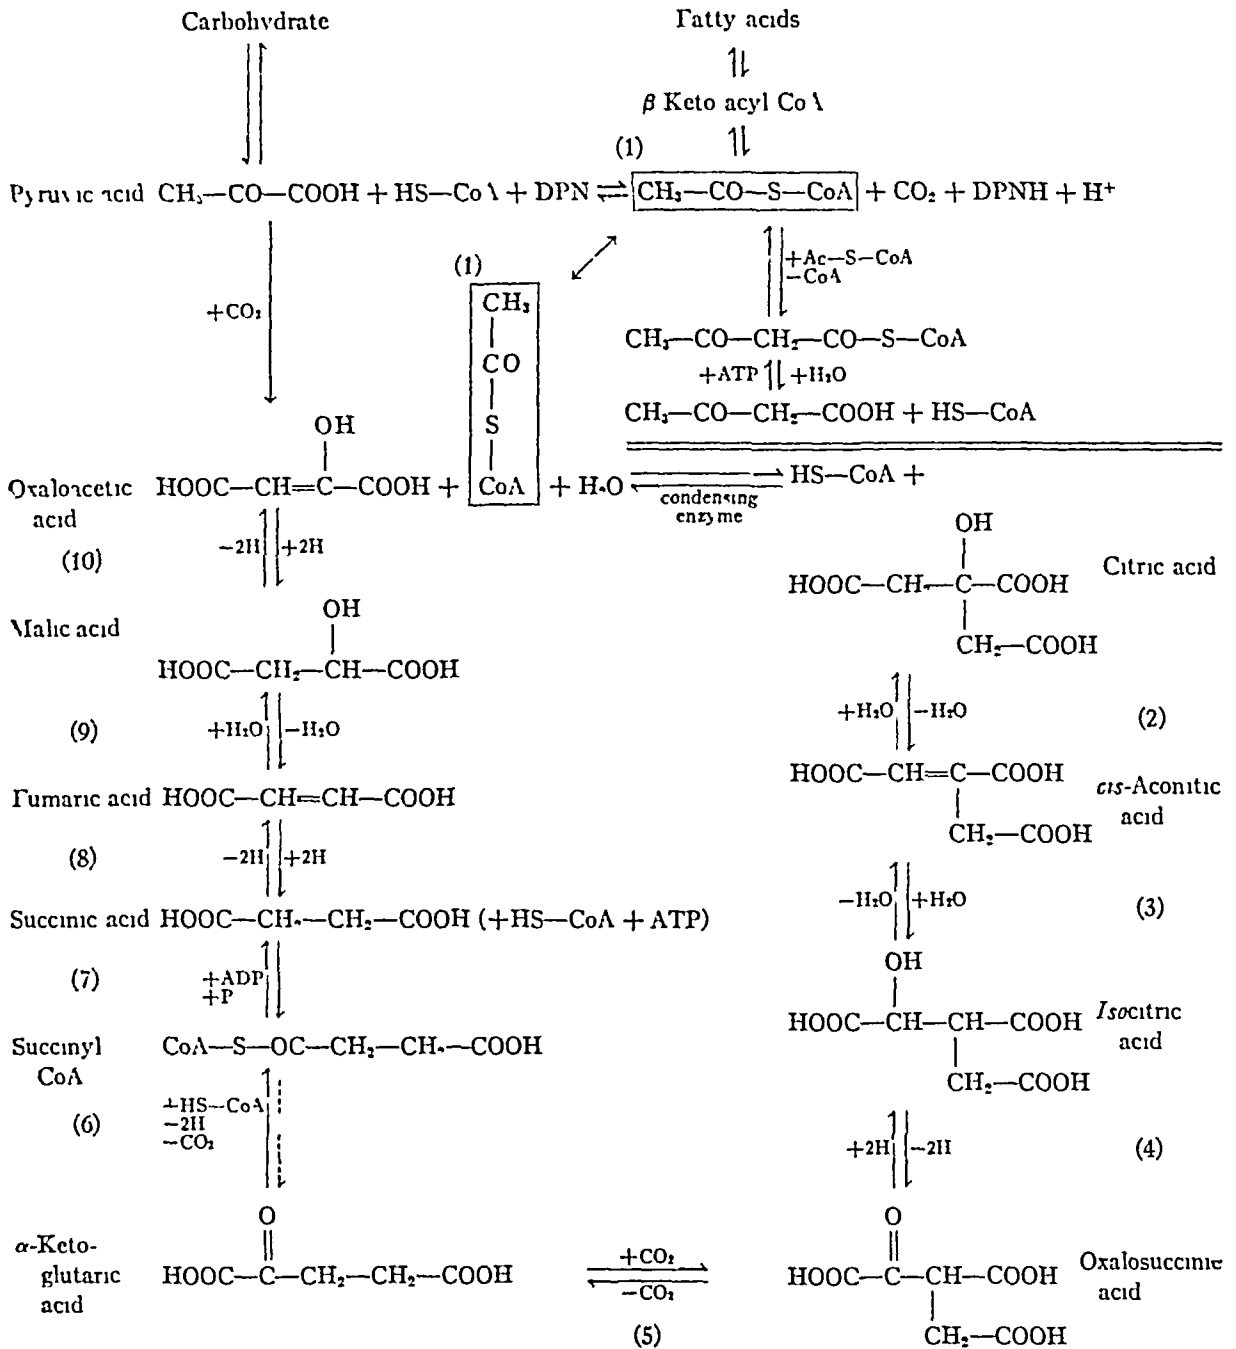 Carbohydrate
Fatty acids
β Keto acyl CoA
(1)
Pyruvic acid CH₃—CO—COOH + HS—CoA + DPN ⇌ CH₃—CO—S—CoA + CO₂ + DPNH + H⁺
+CO₂
(1)
CH₃
CO
S
CoA
+Ac—S—CoA
−CoA
CH₃—CO—CH₂—CO—S—CoA
+ATP +H₂O
CH₃—CO—CH₂—COOH + HS—CoA
OH
Oxaloacetic acid
HOOC—CH=C—COOH + CoA + H₂O
condensing enzyme
HS—CoA +
(10)
−2H +2H
OH
HOOC—CH₂—C—COOH
CH₂—COOH
Citric acid
Malic acid
OH
HOOC—CH₂—CH—COOH
(9)
+H₂O −H₂O
+H₂O −H₂O
(2)
Fumaric acid HOOC—CH=CH—COOH
HOOC—CH=C—COOH
CH₂—COOH
cis-Aconitic acid
(8)
−2H +2H
−H₂O +H₂O
(3)
Succinic acid HOOC—CH₂—CH₂—COOH (+HS—CoA + ATP)
(7)
+ADP
+P
OH
HOOC—CH—CH—COOH
CH₂—COOH
Isocitric acid
Succinyl CoA
CoA—S—OC—CH₂—CH₂—COOH
(6)
+HS—CoA
−2H
−CO₂
+2H −2H
(4)
O
α-Keto-
glutaric
acid
HOOC—C—CH₂—CH₂—COOH
+CO₂
−CO₂
(5)
O
HOOC—C—CH—COOH
CH₂—COOH
Oxalosuccinic acid